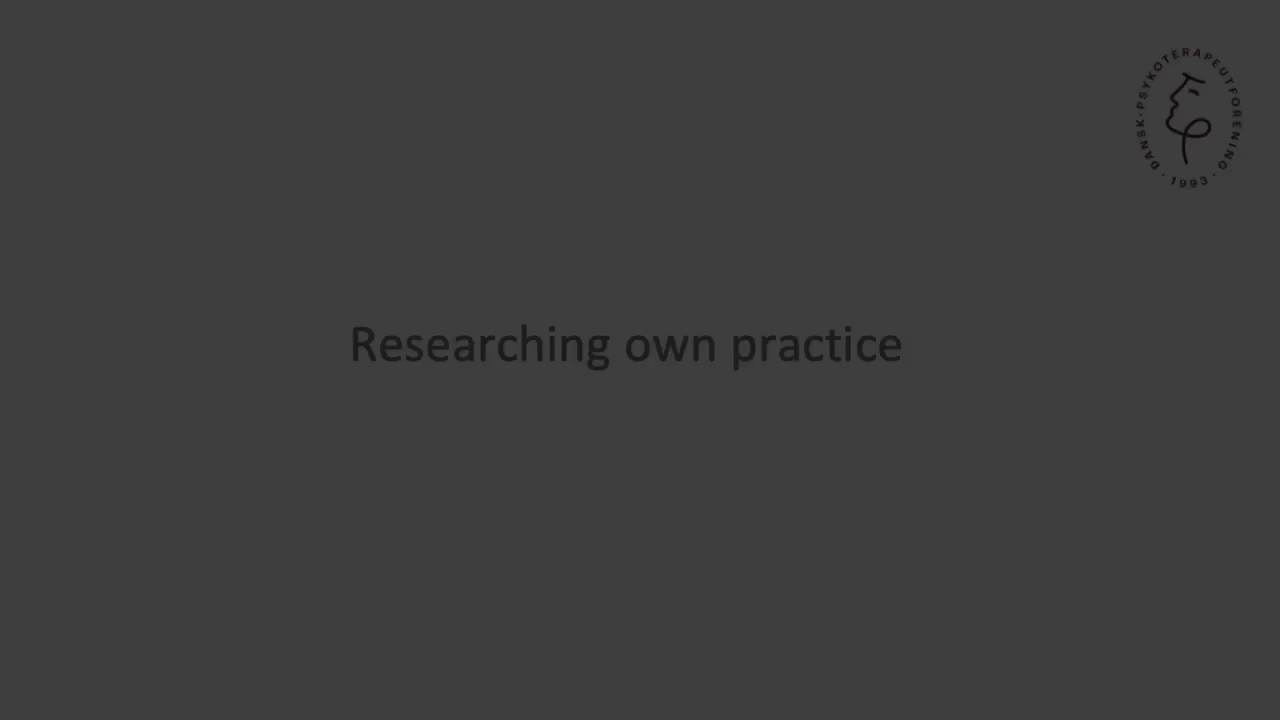 DANSK · PSYKOTERAPEUTFORENING · 1993 ·
Researching own practice